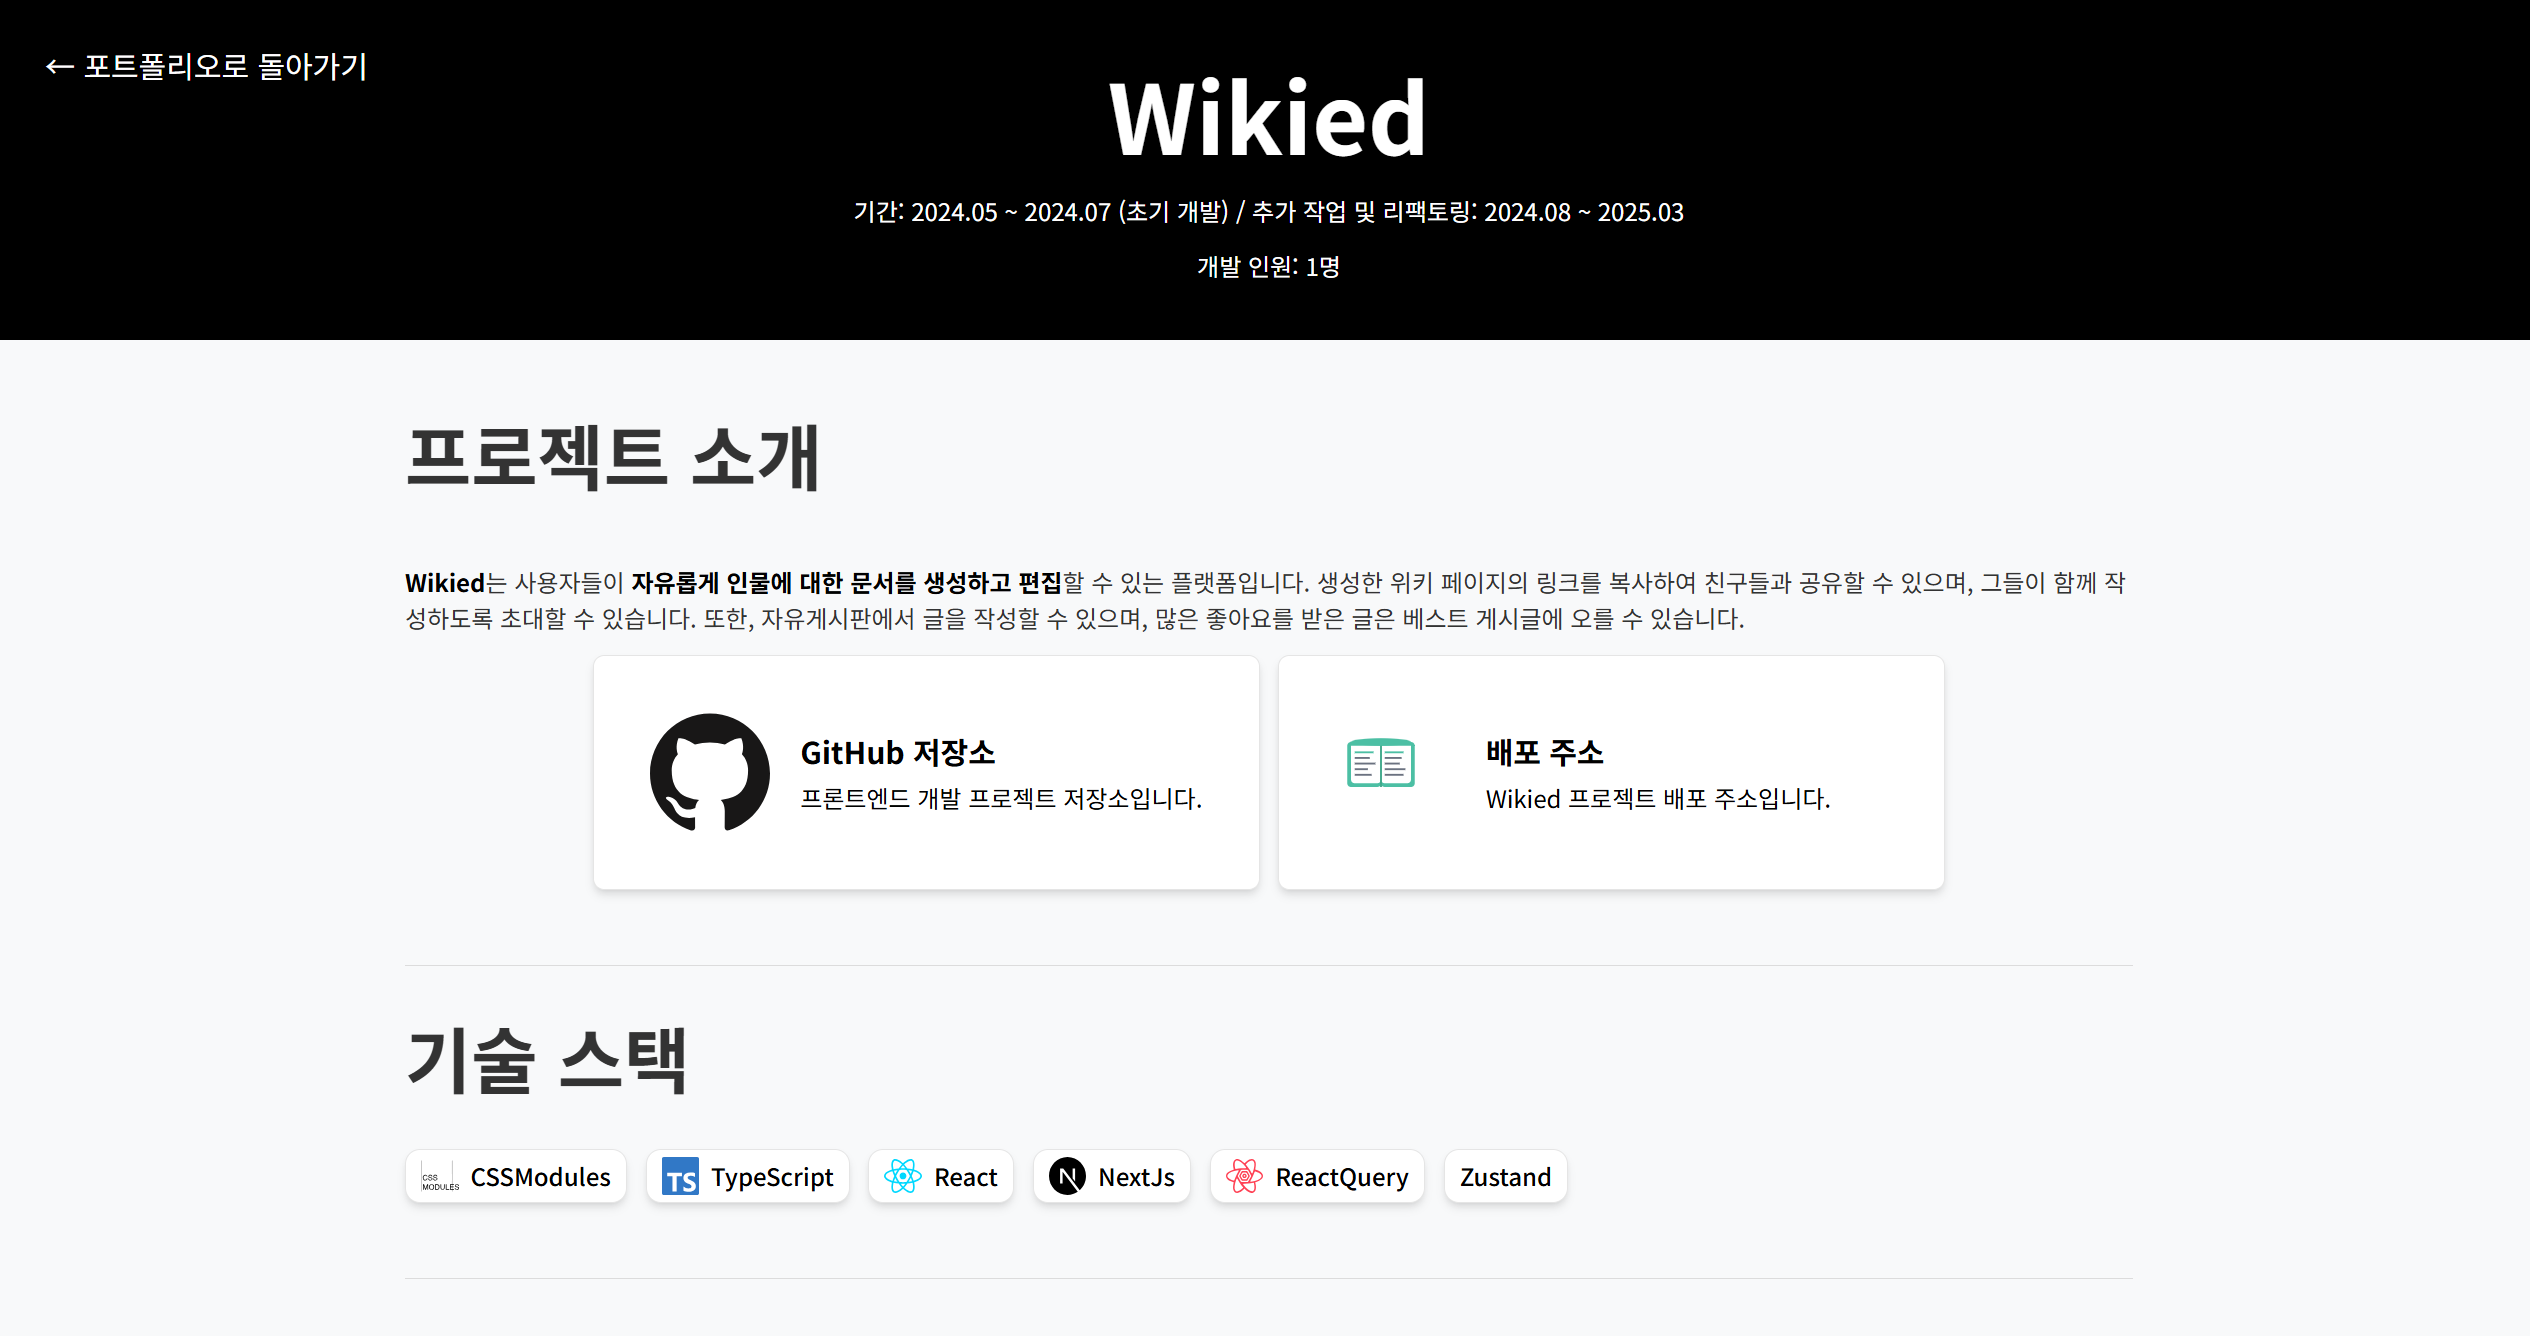 ← 포트폴리오로 돌아가기
Wikied
기간: 2024.05 ~ 2024.07 (초기 개발) / 추가 작업 및 리팩토링: 2024.08 ~ 2025.03
개발 인원: 1명
프로젝트 소개
Wikied는 사용자들이 자유롭게 인물에 대한 문서를 생성하고 편집할 수 있는 플랫폼입니다. 생성한 위키 페이지의 링크를 복사하여 친구들과 공유할 수 있으며, 그들이 함께 작
성하도록 초대할 수 있습니다. 또한, 자유게시판에서 글을 작성할 수 있으며, 많은 좋아요를 받은 글은 베스트 게시글에 오를 수 있습니다.
GitHub 저장소
프론트엔드 개발 프로젝트 저장소입니다.
배포 주소
Wikied 프로젝트 배포 주소입니다.
기술 스택
CSS
MODULES
CSSModules
TS
TypeScript
React
N
NextJs
ReactQuery
Zustand